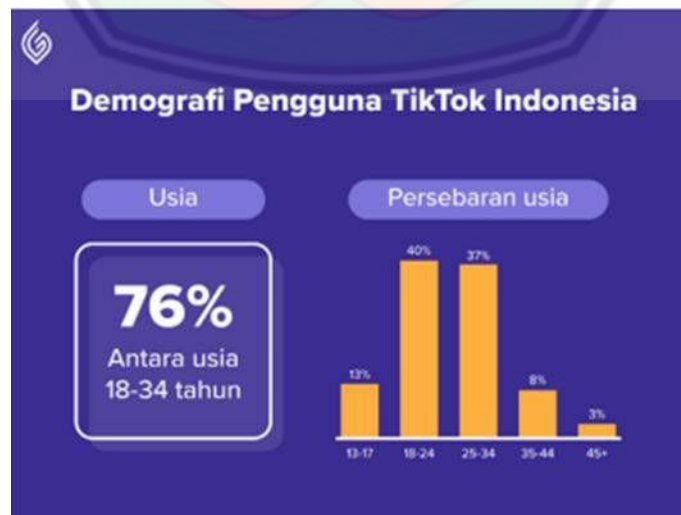 Demografi Pengguna TikTok Indonesia
Usia
76%
Antara usia
18-34 tahun
Persebaran usia
40%
37%
13%
8%
3%
13-17 18-24 25-34 35-44 45+